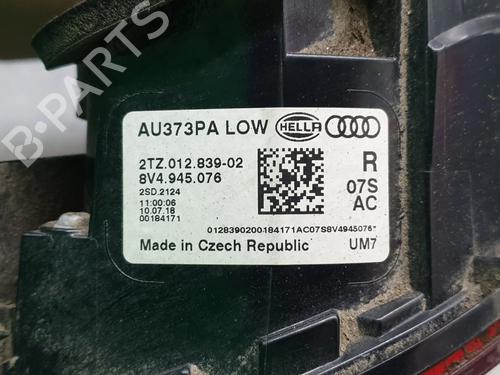 AU373PA LOW HELLA
2TZ.012.839-02
8V4.945.076
R
2SD.2124
07S
11:00:06
AC
10.07.18
00184171
0128390200184171AC07S8V4945076*
Made in Czech Republic UM7
B-PARTS